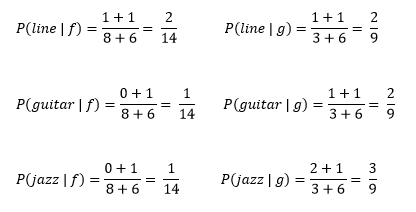 P(line | f) = (1 + 1)/(8 + 6) = 2/14    P(line | g) = (1 + 1)/(3 + 6) = 2/9
P(guitar | f) = (0 + 1)/(8 + 6) = 1/14    P(guitar | g) = (1 + 1)/(3 + 6) = 2/9
P(jazz | f) = (0 + 1)/(8 + 6) = 1/14    P(jazz | g) = (2 + 1)/(3 + 6) = 3/9